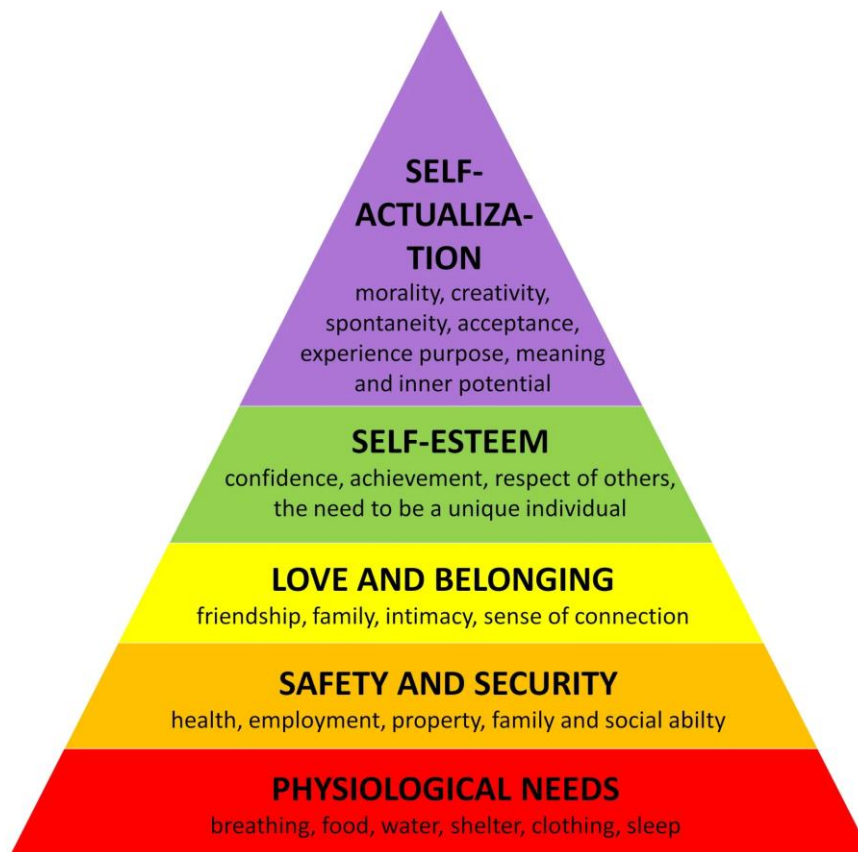 SELF-
ACTUALIZA-
TION
morality, creativity,
spontaneity, acceptance,
experience purpose, meaning
and inner potential
SELF-ESTEEM
confidence, achievement, respect of others,
the need to be a unique individual
LOVE AND BELONGING
friendship, family, intimacy, sense of connection
SAFETY AND SECURITY
health, employment, property, family and social abilty
PHYSIOLOGICAL NEEDS
breathing, food, water, shelter, clothing, sleep